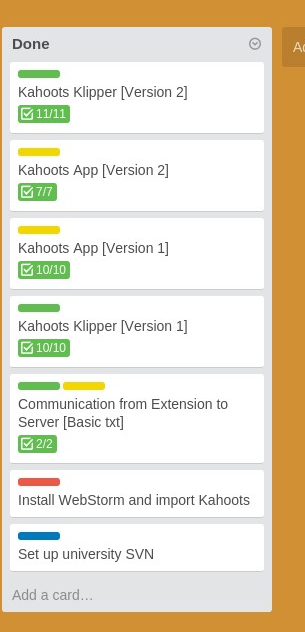 Done
Kahoots Klipper [Version 2]
11/11
Kahoots App [Version 2]
7/7
Kahoots App [Version 1]
10/10
Kahoots Klipper [Version 1]
10/10
Communication from Extension to
Server [Basic txt]
2/2
Install WebStorm and import Kahoots
Set up university SVN
Add a card…